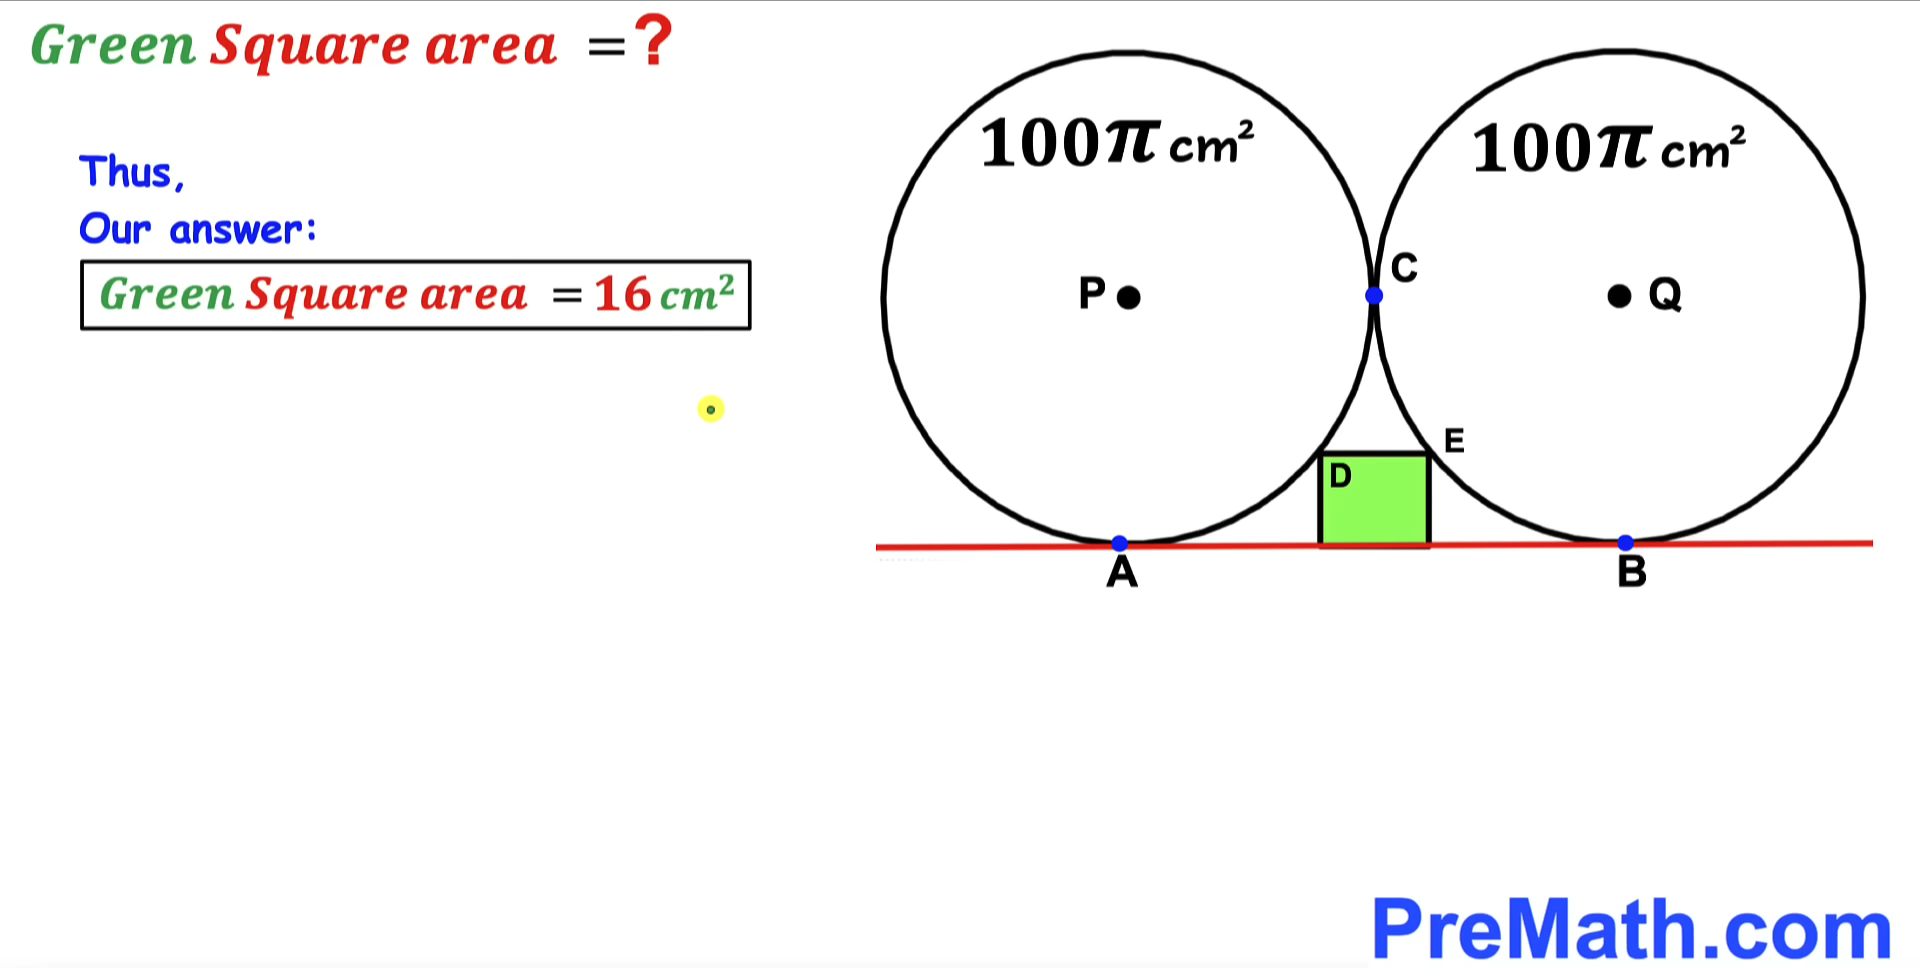 Green Square area = ?
Thus,
Our answer:
Green Square area = 16 cm²
100π cm²
100π cm²
C
P
Q
E
D
A
B
PreMath.com